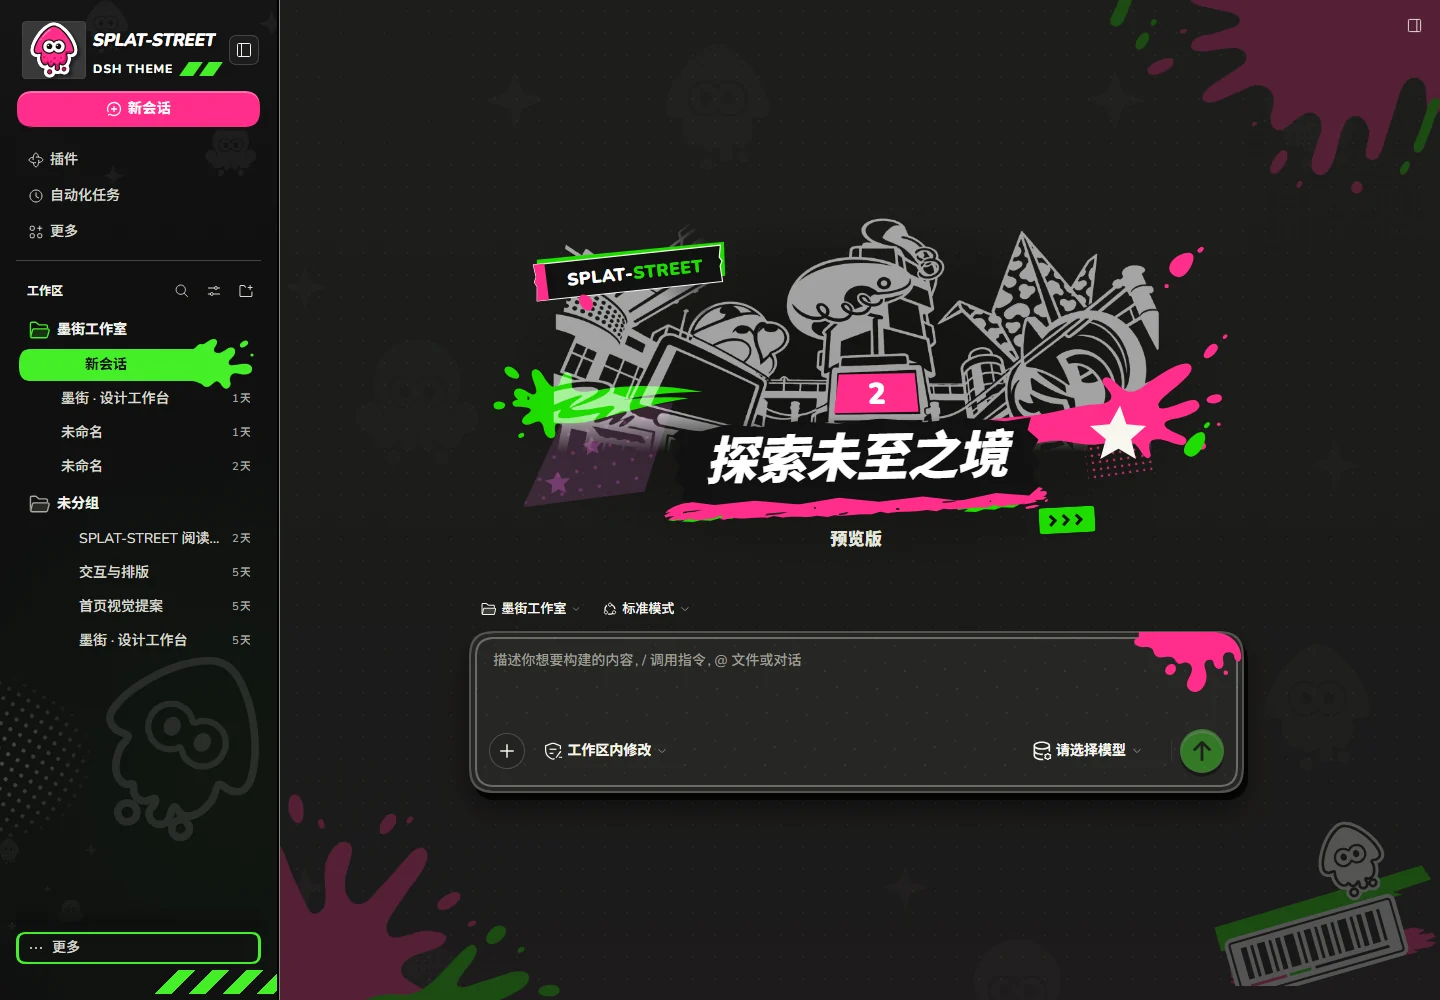 SPLAT-STREET
DSH THEME
新会话
插件
自动化任务
更多
工作区
墨街工作室
新会话
墨街 · 设计工作台 1天
未命名 1天
未命名 2天
未分组
SPLAT-STREET 阅读... 2天
交互与排版 5天
首页视觉提案 5天
墨街 · 设计工作台 5天
更多
SPLAT-STREET
2
探索未至之境
预览版
墨街工作室 标准模式
描述你想要构建的内容, / 调用指令, @ 文件或对话
工作区内修改 请选择模型